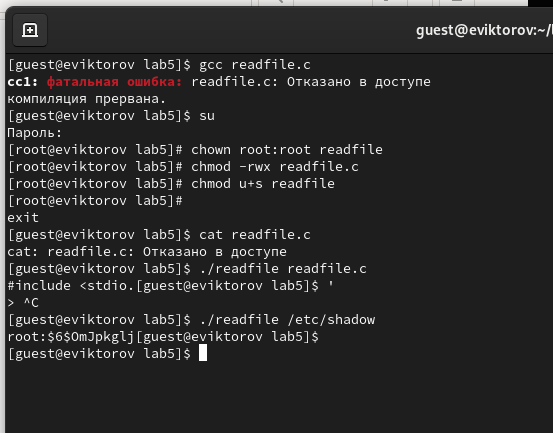 guest@eviktorov:~/l
[guest@eviktorov lab5]$ gcc readfile.c
cc1: фатальная ошибка: readfile.c: Отказано в доступе
компиляция прервана.
[guest@eviktorov lab5]$ su
Пароль:
[root@eviktorov lab5]# chown root:root readfile
[root@eviktorov lab5]# chmod -rwx readfile.c
[root@eviktorov lab5]# chmod u+s readfile
[root@eviktorov lab5]#
exit
[guest@eviktorov lab5]$ cat readfile.c
cat: readfile.c: Отказано в доступе
[guest@eviktorov lab5]$ ./readfile readfile.c
#include <stdio.[guest@eviktorov lab5]$ '
> ^C
[guest@eviktorov lab5]$ ./readfile /etc/shadow
root:$6$OmJpkglj[guest@eviktorov lab5]$
[guest@eviktorov lab5]$